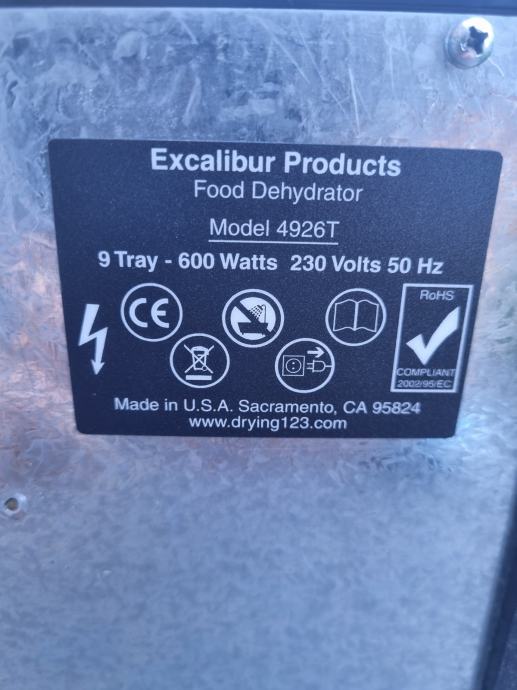 Excalibur Products
Food Dehydrator
Model 4926T
9 Tray - 600 Watts 230 Volts 50 Hz
CE
RoHS
COMPLIANT
2002/95/EC
Made in U.S.A. Sacramento, CA 95824
www.drying123.com